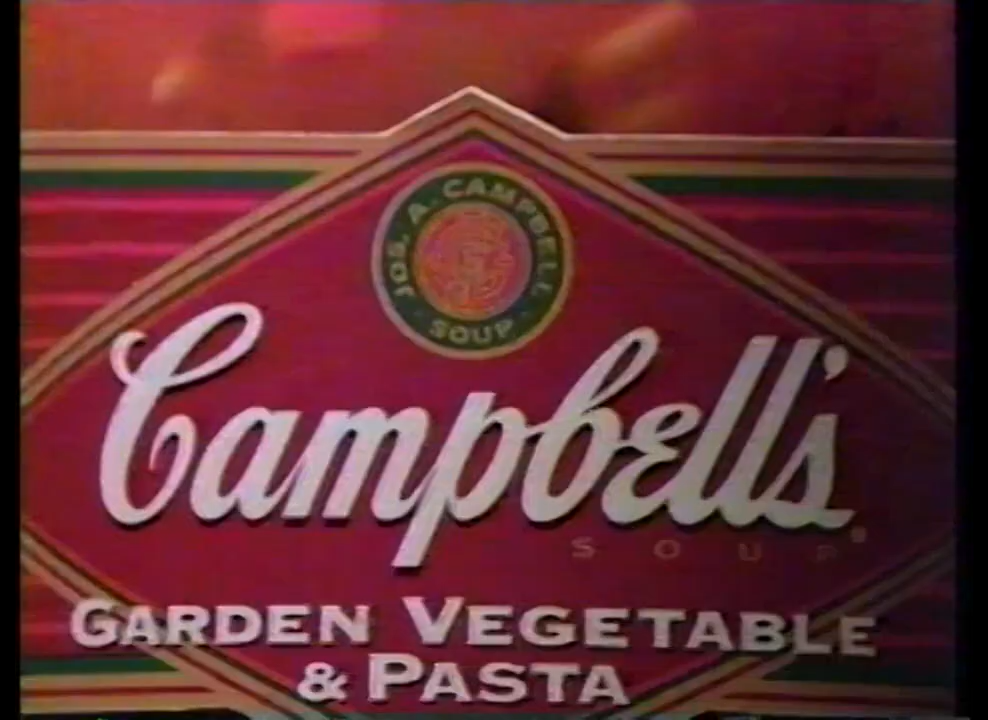 JOS. A. CAMPBELL
· SOUP ·
Campbell's
SOUP
GARDEN VEGETABLE
& PASTA